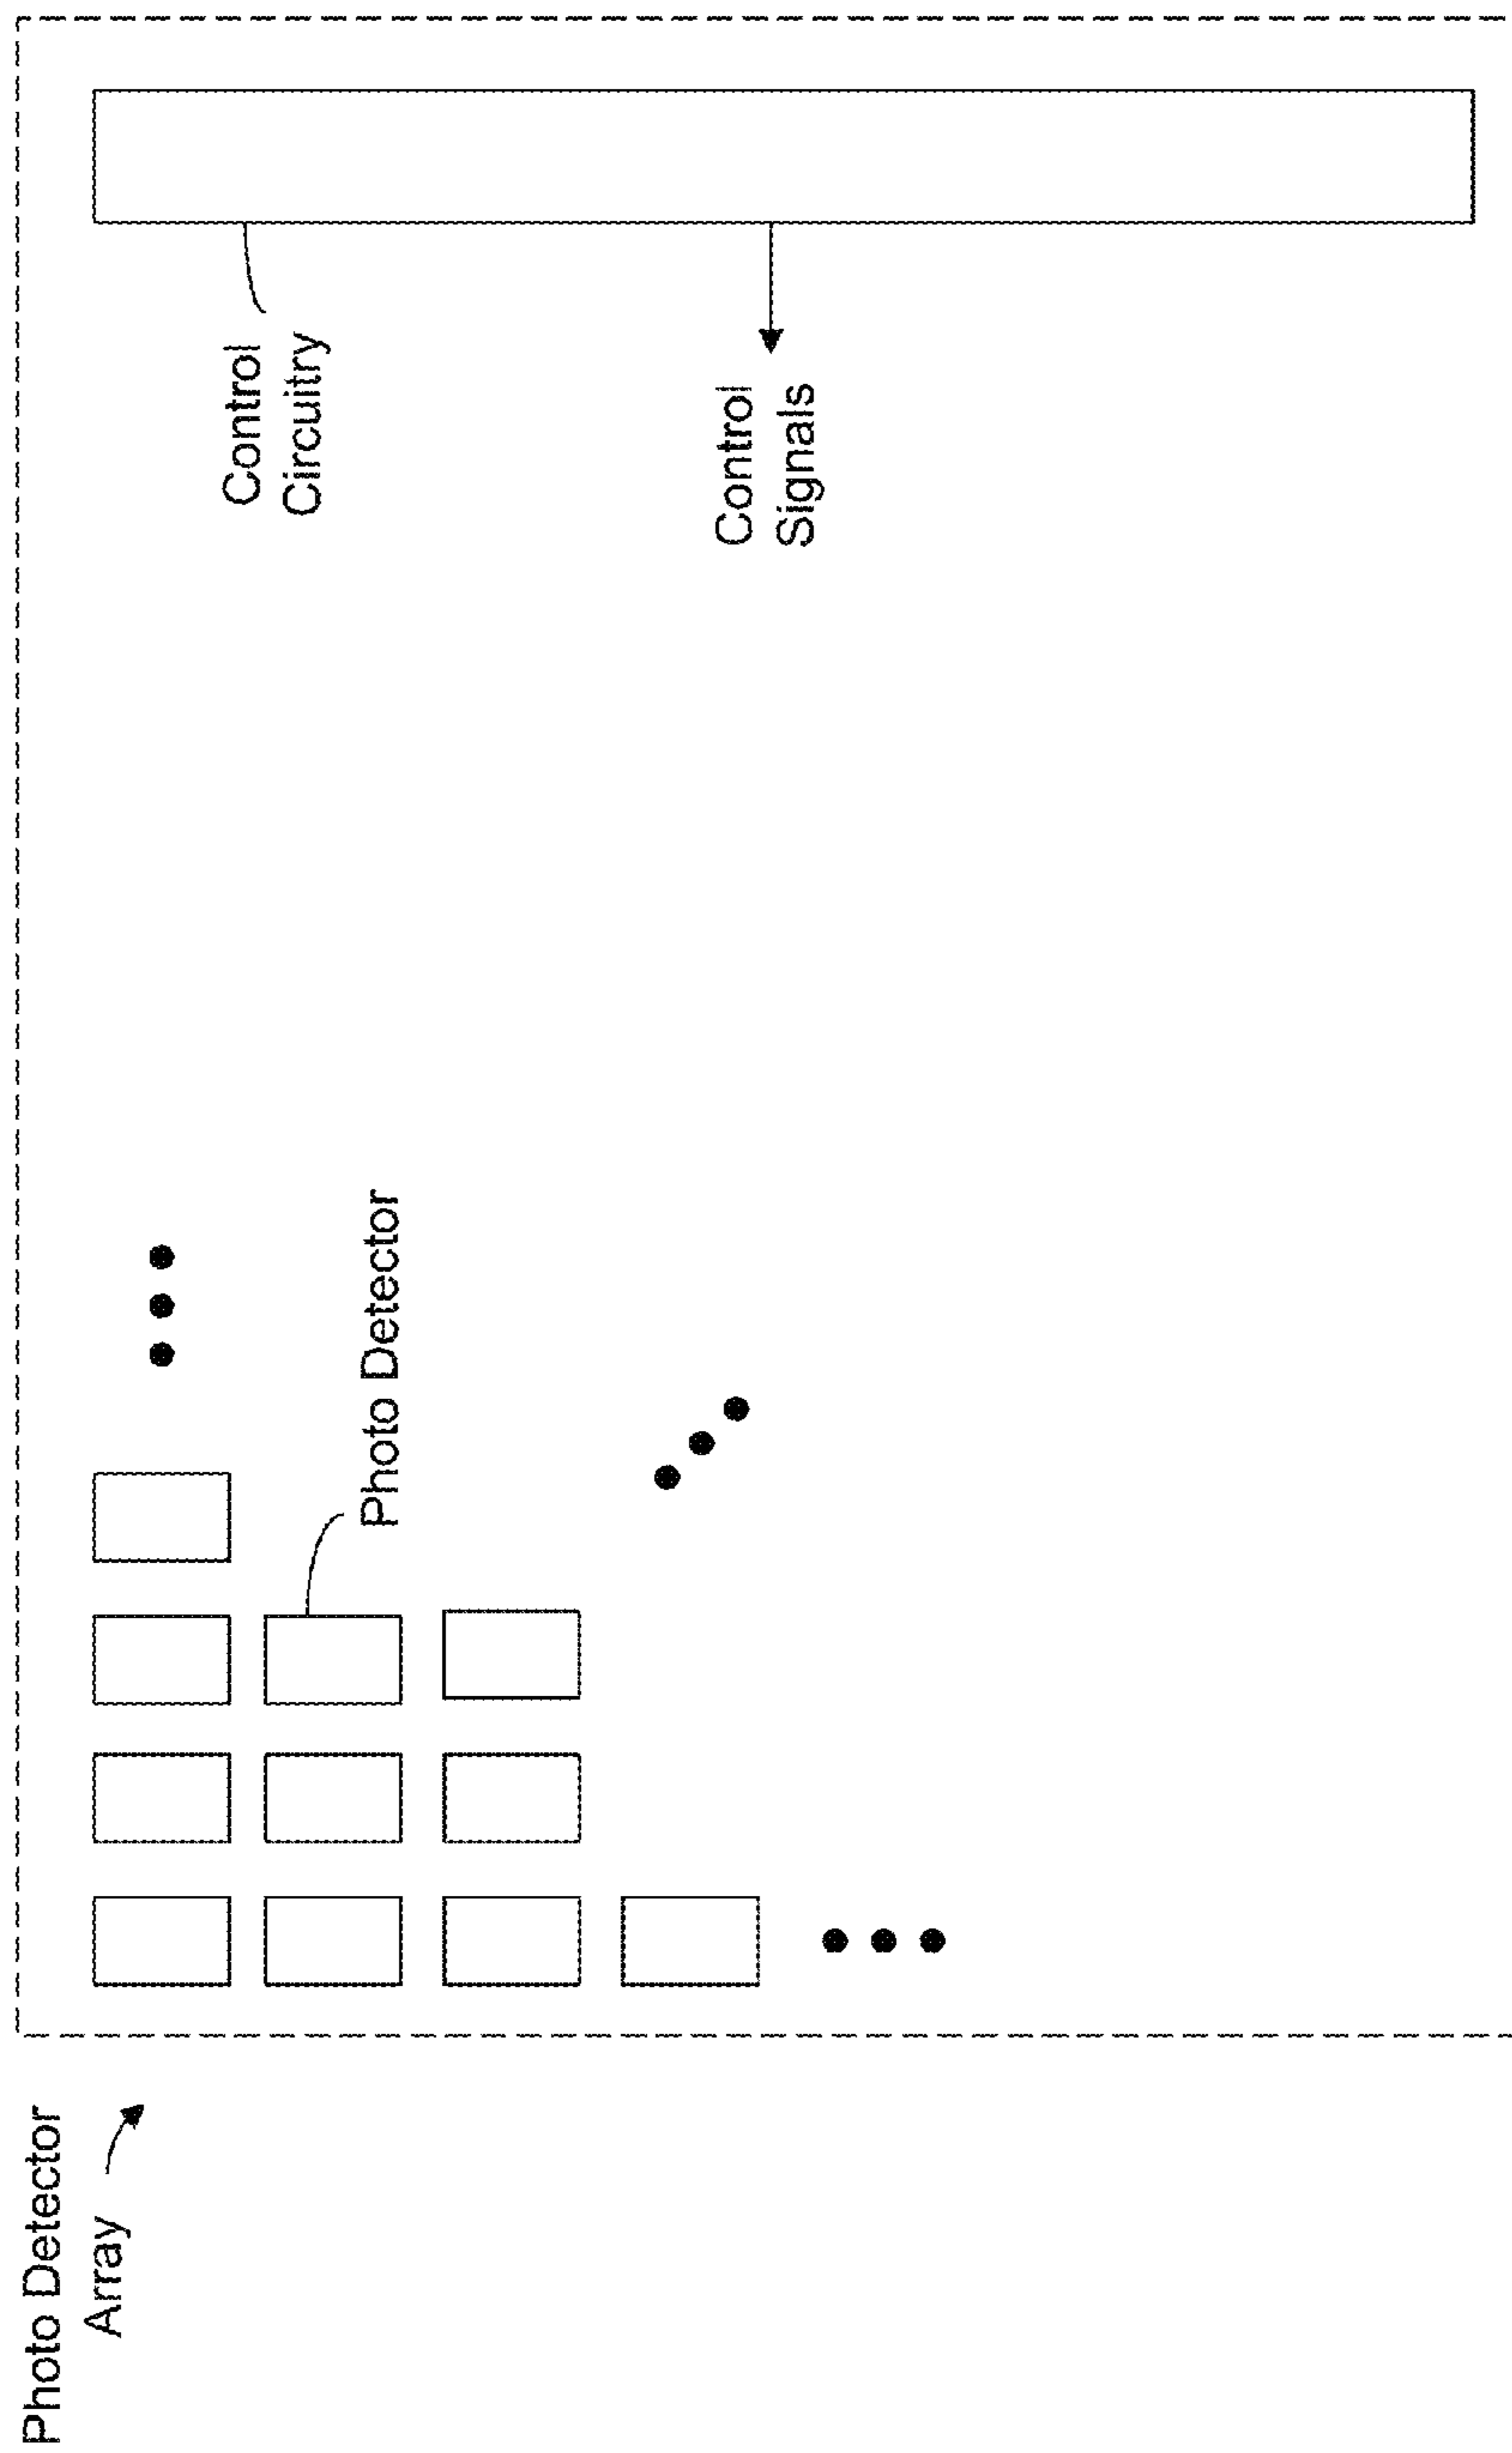 Photo Detector
Array
Photo Detector
Control
Circuitry
Control
Signals